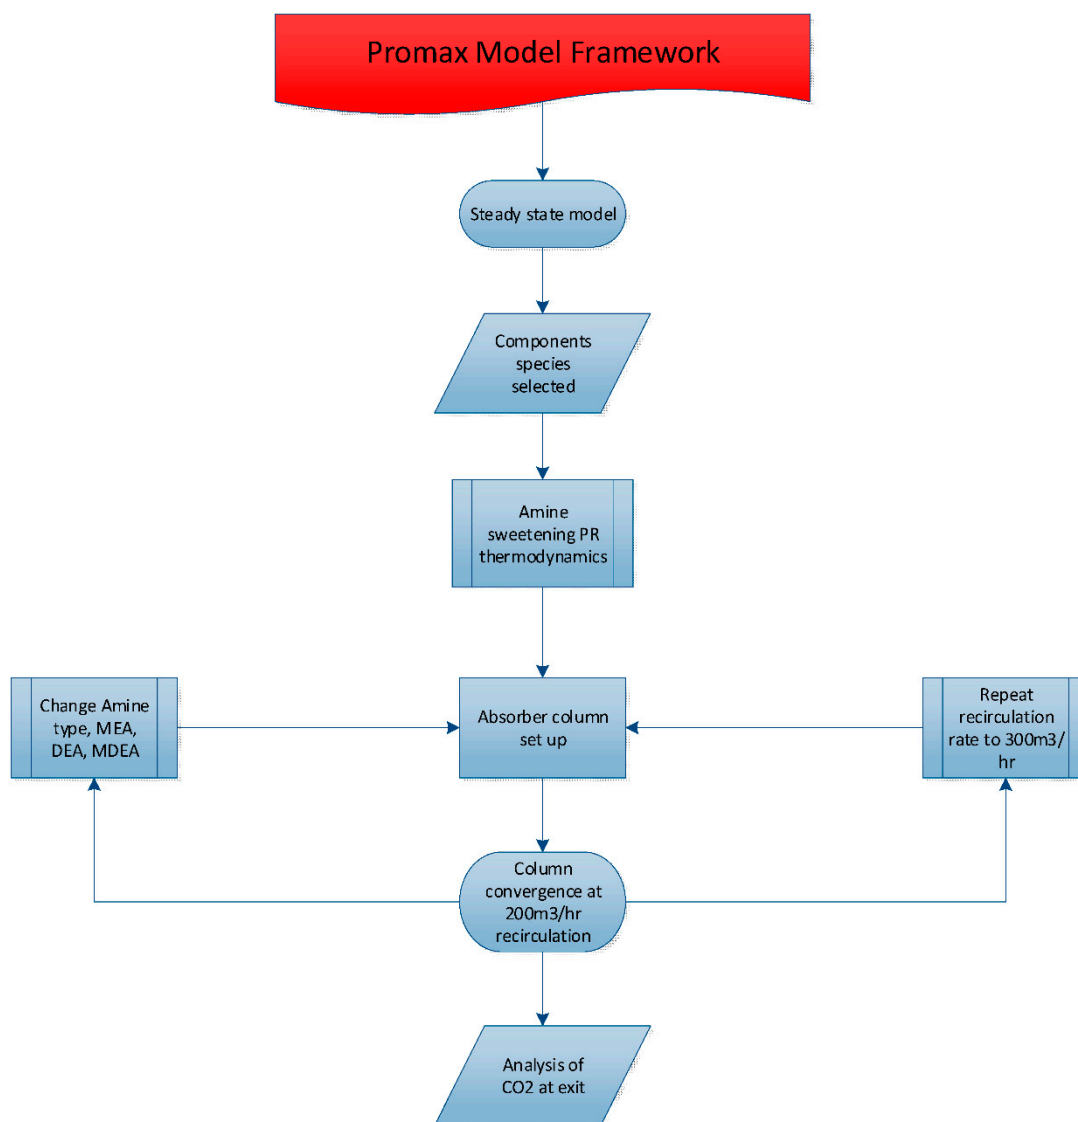 Promax Model Framework
Steady state model
Components
species
selected
Amine
sweetening PR
thermodynamics
Change Amine
type, MEA,
DEA, MDEA
Absorber column
set up
Repeat
recirculation
rate to 300m3/
hr
Column
convergence at
200m3/hr
recirculation
Analysis of
CO2 at exit